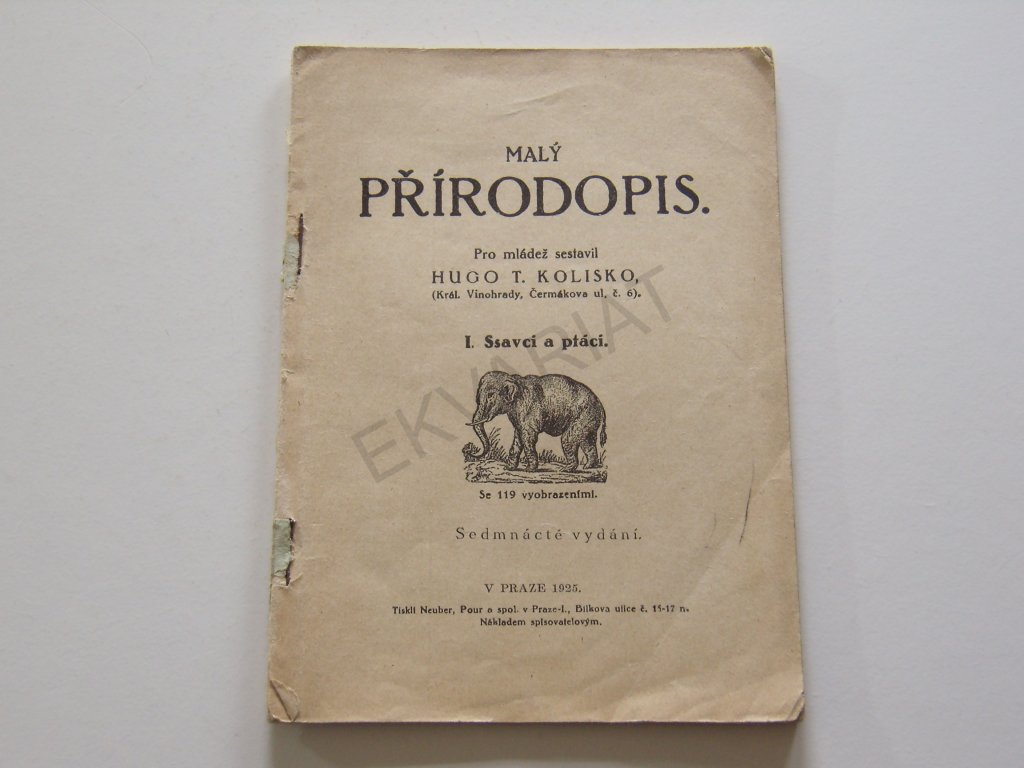 MALÝ
PŘÍRODOPIS.
Pro mládež sestavil
HUGO T. KOLISKO,
(Král. Vinohrady, Čermákova ul. č. 6).
I. Ssavci a ptáci.
EKVARIAT
Se 119 vyobrazeními.
Sedmnácté vydání.
V PRAZE 1925.
Tiskli Neuber, Pour a spol. v Praze-I., Bílkova ulice č. 15-17 n.
Nákladem spisovatelovým.